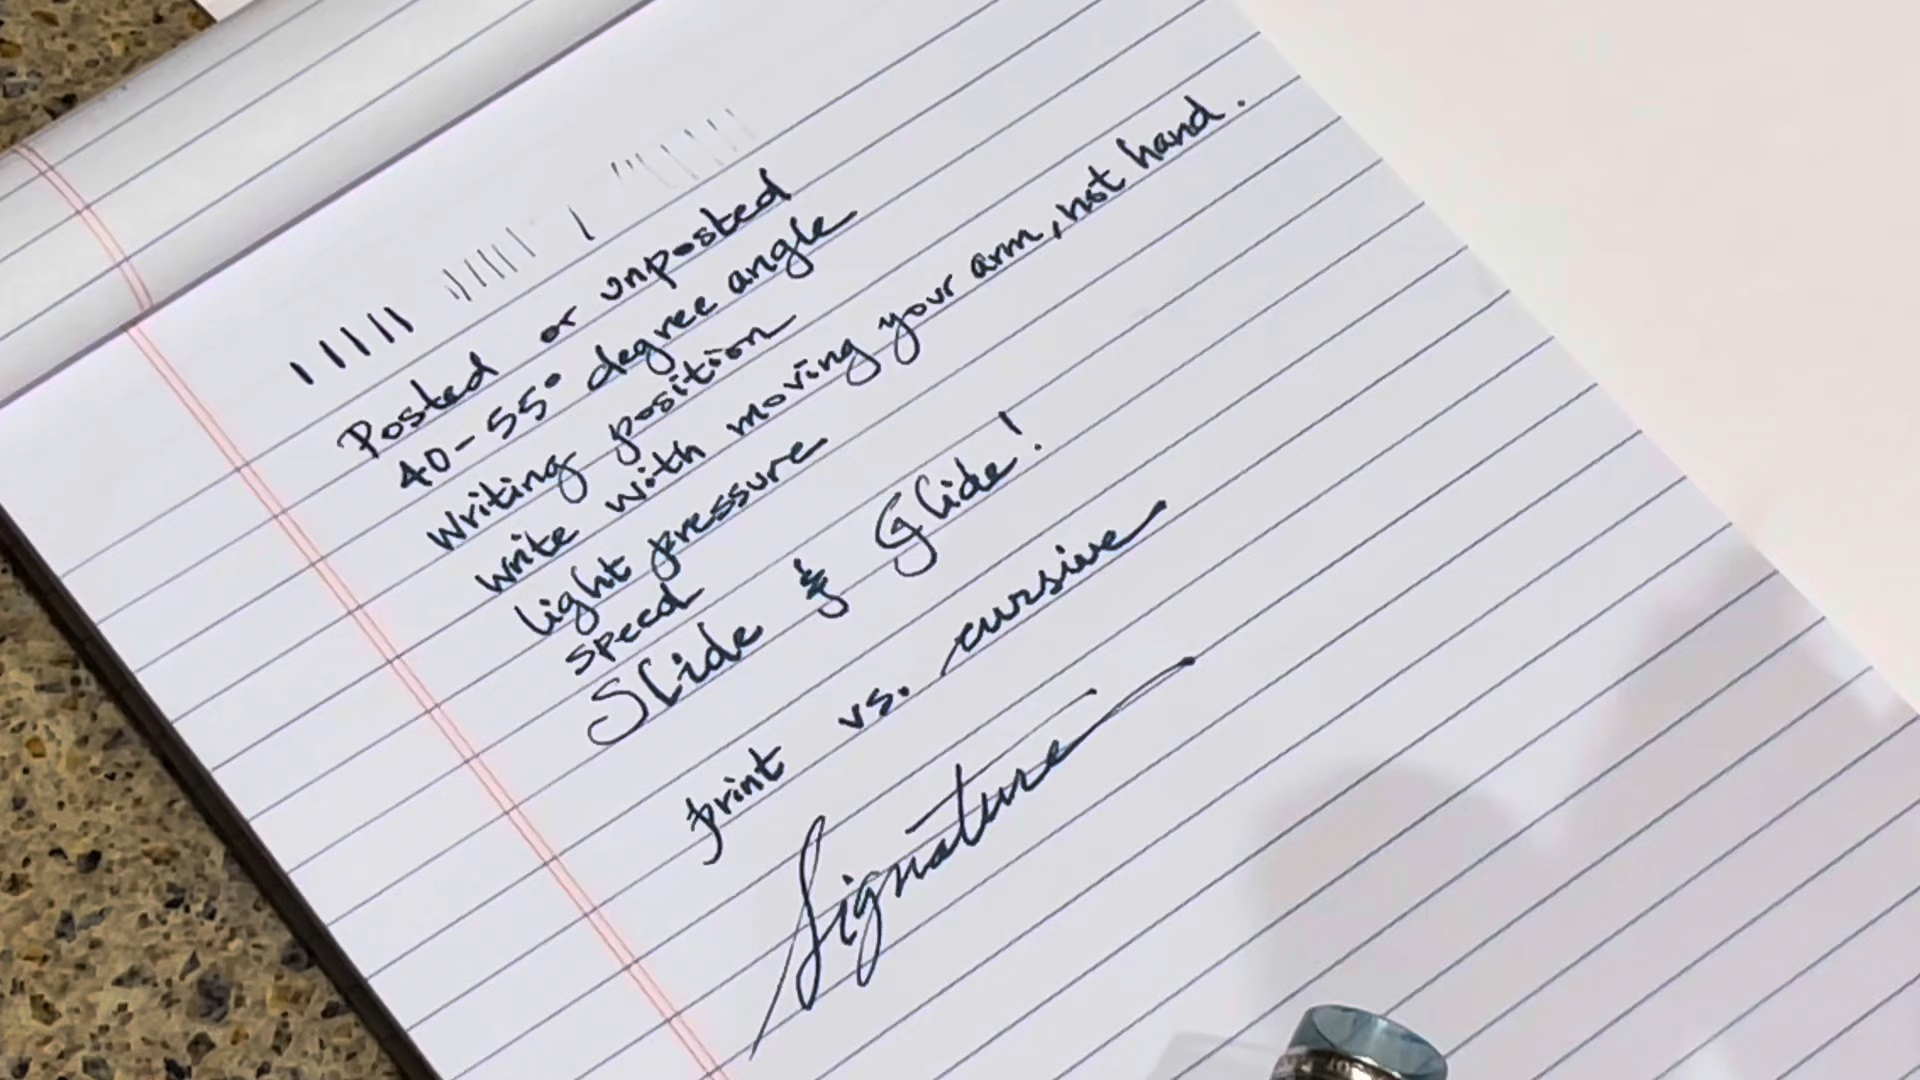 Posted or unposted
40-55° degree angle
Writing position
write with moving your arm, not hand.
light pressure
speed
Slide & Glide!
print vs. cursive
Signature